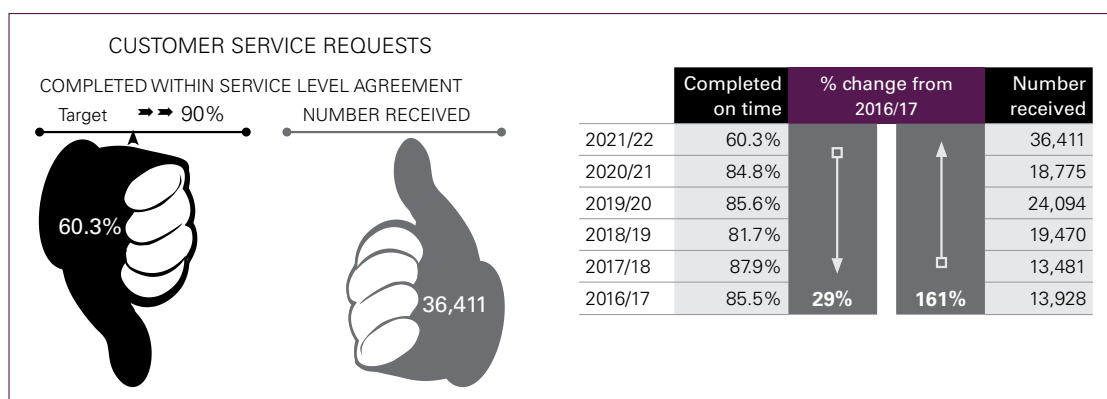 CUSTOMER SERVICE REQUESTS
COMPLETED WITHIN SERVICE LEVEL AGREEMENT
Target 90%
NUMBER RECEIVED
60.3%
36,411
Completed on time % change from 2016/17 Number received
2021/22 60.3% 36,411
2020/21 84.8% 18,775
2019/20 85.6% 24,094
2018/19 81.7% 19,470
2017/18 87.9% 13,481
2016/17 85.5% 29% 161% 13,928